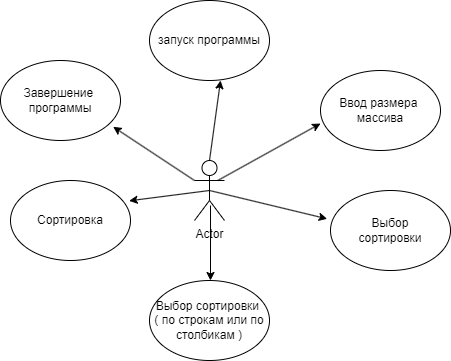 запуск программы
Завершение
программы
Ввод размера
массива
Сортировка
Actor
Выбор
сортировки
Выбор сортировки
( по строкам или по
столбикам )